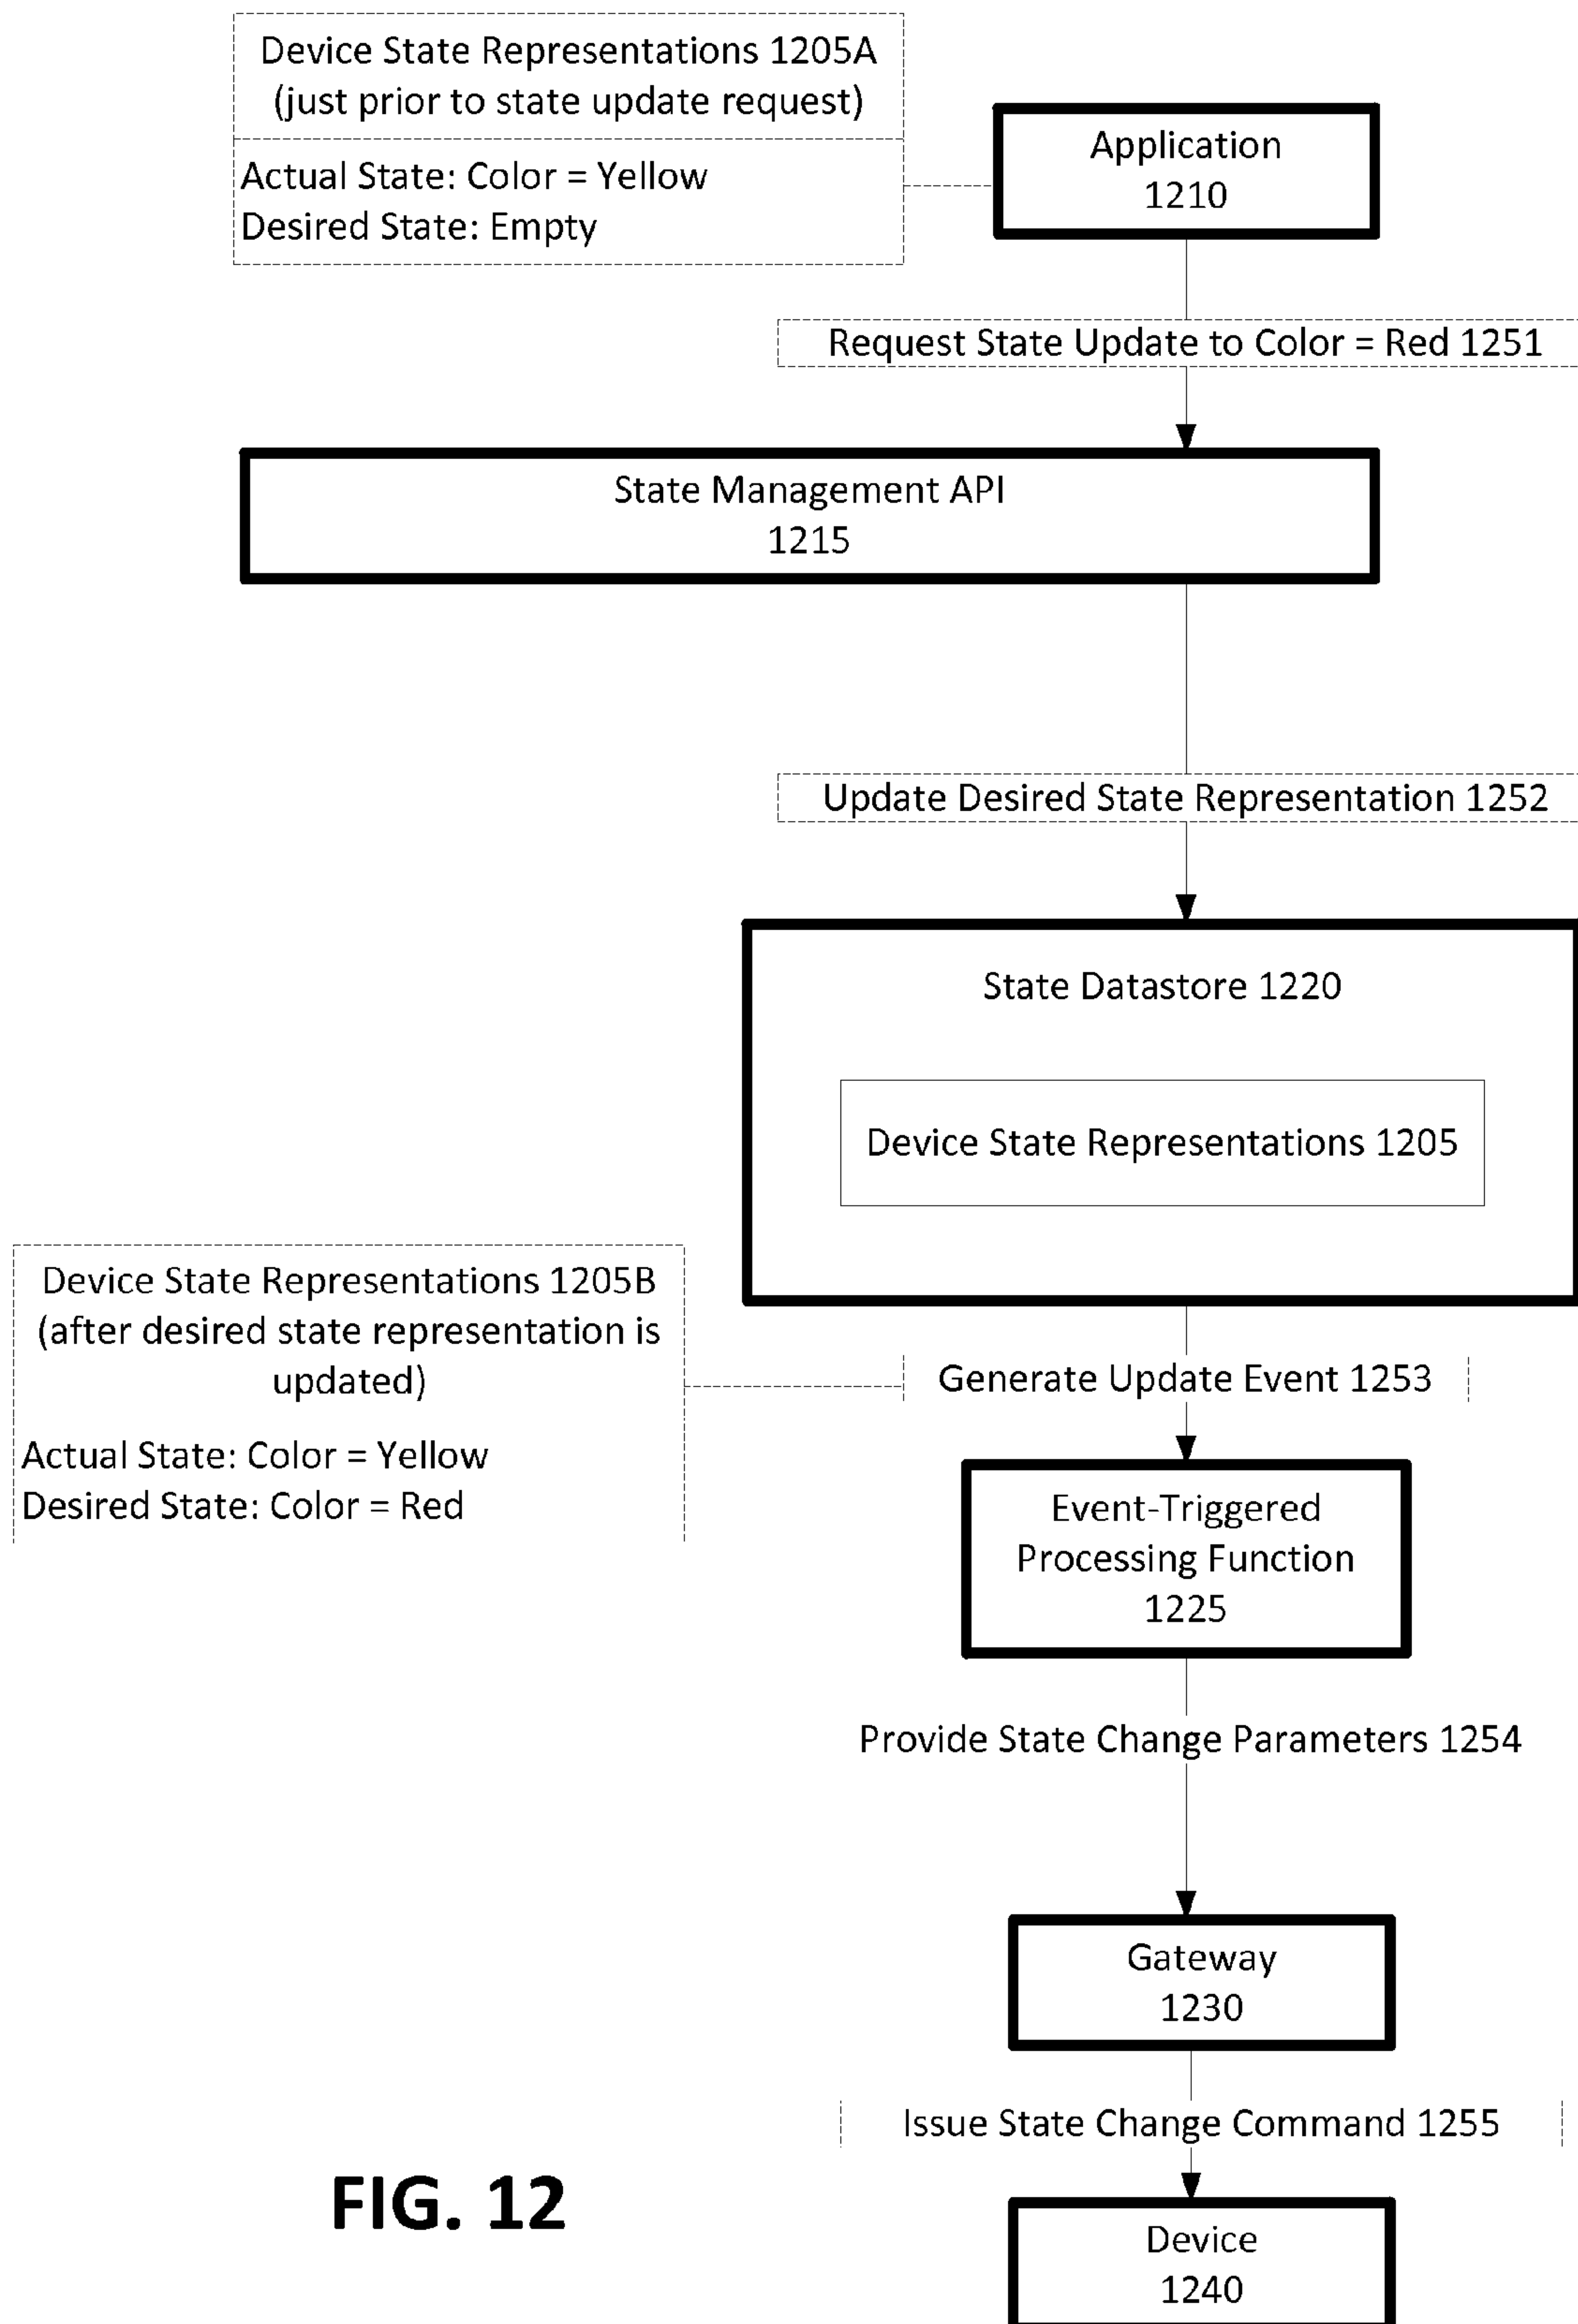 Device State Representations 1205A
(just prior to state update request)
Actual State: Color = Yellow
Desired State: Empty
Application
1210
Request State Update to Color = Red 1251
State Management API
1215
Update Desired State Representation 1252
State Datastore 1220
Device State Representations 1205
Device State Representations 1205B
(after desired state representation is
updated)
Actual State: Color = Yellow
Desired State: Color = Red
Generate Update Event 1253
Event-Triggered
Processing Function
1225
Provide State Change Parameters 1254
Gateway
1230
Issue State Change Command 1255
Device
1240
FIG. 12